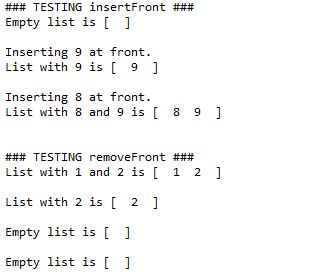 ### TESTING insertFront ###
Empty list is [  ]
Inserting 9 at front.
List with 9 is [  9  ]
Inserting 8 at front.
List with 8 and 9 is [  8  9  ]
### TESTING removeFront ###
List with 1 and 2 is [  1  2  ]
List with 2 is [  2  ]
Empty list is [  ]
Empty list is [  ]